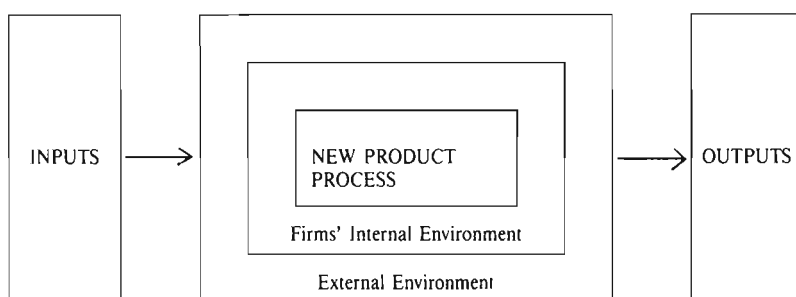 INPUTS
NEW PRODUCT
PROCESS
Firms' Internal Environment
External Environment
OUTPUTS